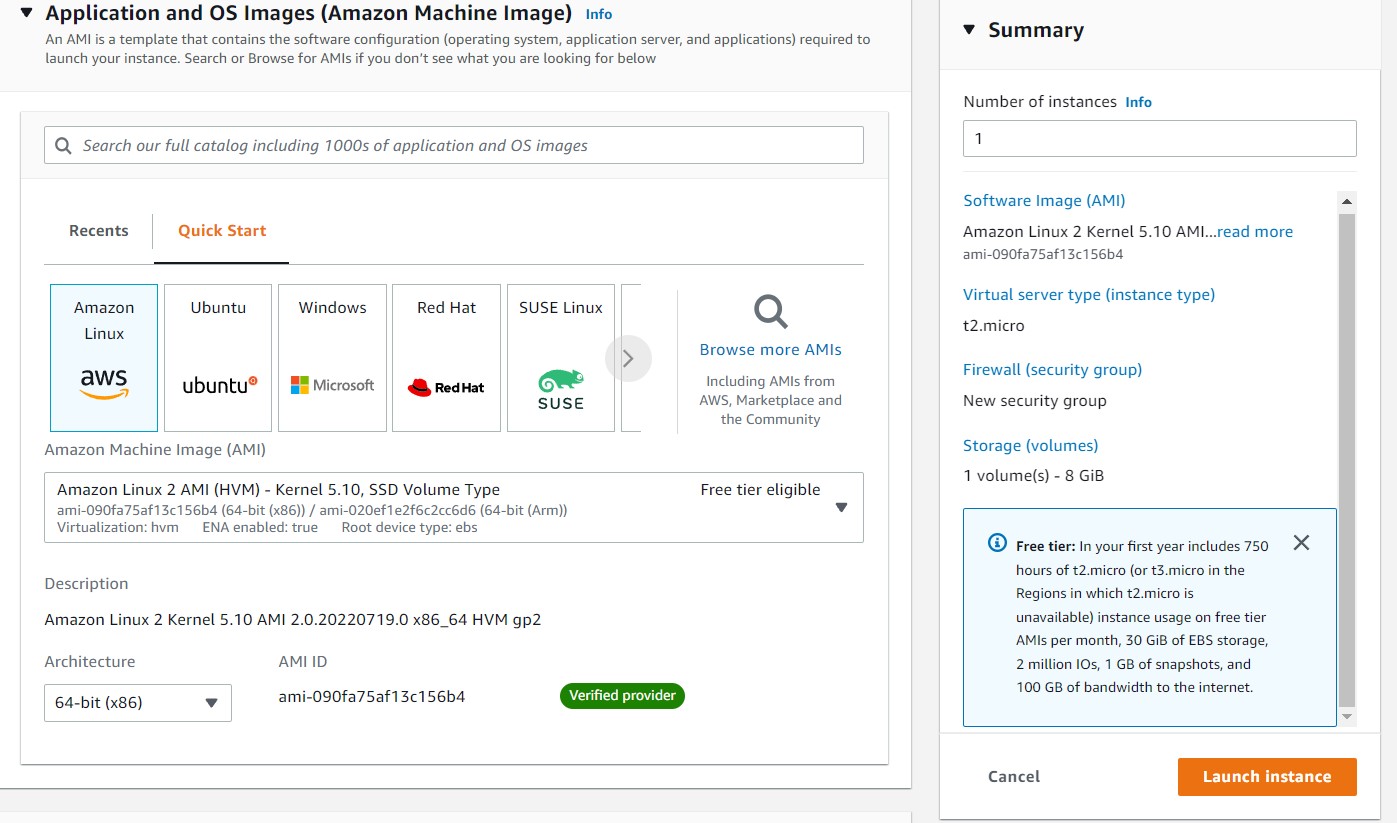 Application and OS Images (Amazon Machine Image) Info
An AMI is a template that contains the software configuration (operating system, application server, and applications) required to
launch your instance. Search or Browse for AMIs if you don't see what you are looking for below
Search our full catalog including 1000s of application and OS images
Recents
Quick Start
Amazon
Linux
aws
Ubuntu
ubuntu
Windows
Microsoft
Red Hat
Red Hat
SUSE Linux
SUSE
Browse more AMIs
Including AMIs from
AWS, Marketplace and
the Community
Amazon Machine Image (AMI)
Amazon Linux 2 AMI (HVM) - Kernel 5.10, SSD Volume Type
Free tier eligible
ami-090fa75af13c156b4 (64-bit (x86)) / ami-020ef1e2f6c2cc6d6 (64-bit (Arm))
Virtualization: hvm ENA enabled: true Root device type: ebs
Description
Amazon Linux 2 Kernel 5.10 AMI 2.0.20220719.0 x86_64 HVM gp2
Architecture
64-bit (x86)
AMI ID
ami-090fa75af13c156b4
Verified provider
Summary
Number of instances Info
1
Software Image (AMI)
Amazon Linux 2 Kernel 5.10 AMI...read more
ami-090fa75af13c156b4
Virtual server type (instance type)
t2.micro
Firewall (security group)
New security group
Storage (volumes)
1 volume(s) - 8 GiB
Free tier: In your first year includes 750
hours of t2.micro (or t3.micro in the
Regions in which t2.micro is
unavailable) instance usage on free tier
AMIs per month, 30 GiB of EBS storage,
2 million IOs, 1 GB of snapshots, and
100 GB of bandwidth to the internet.
Cancel
Launch instance